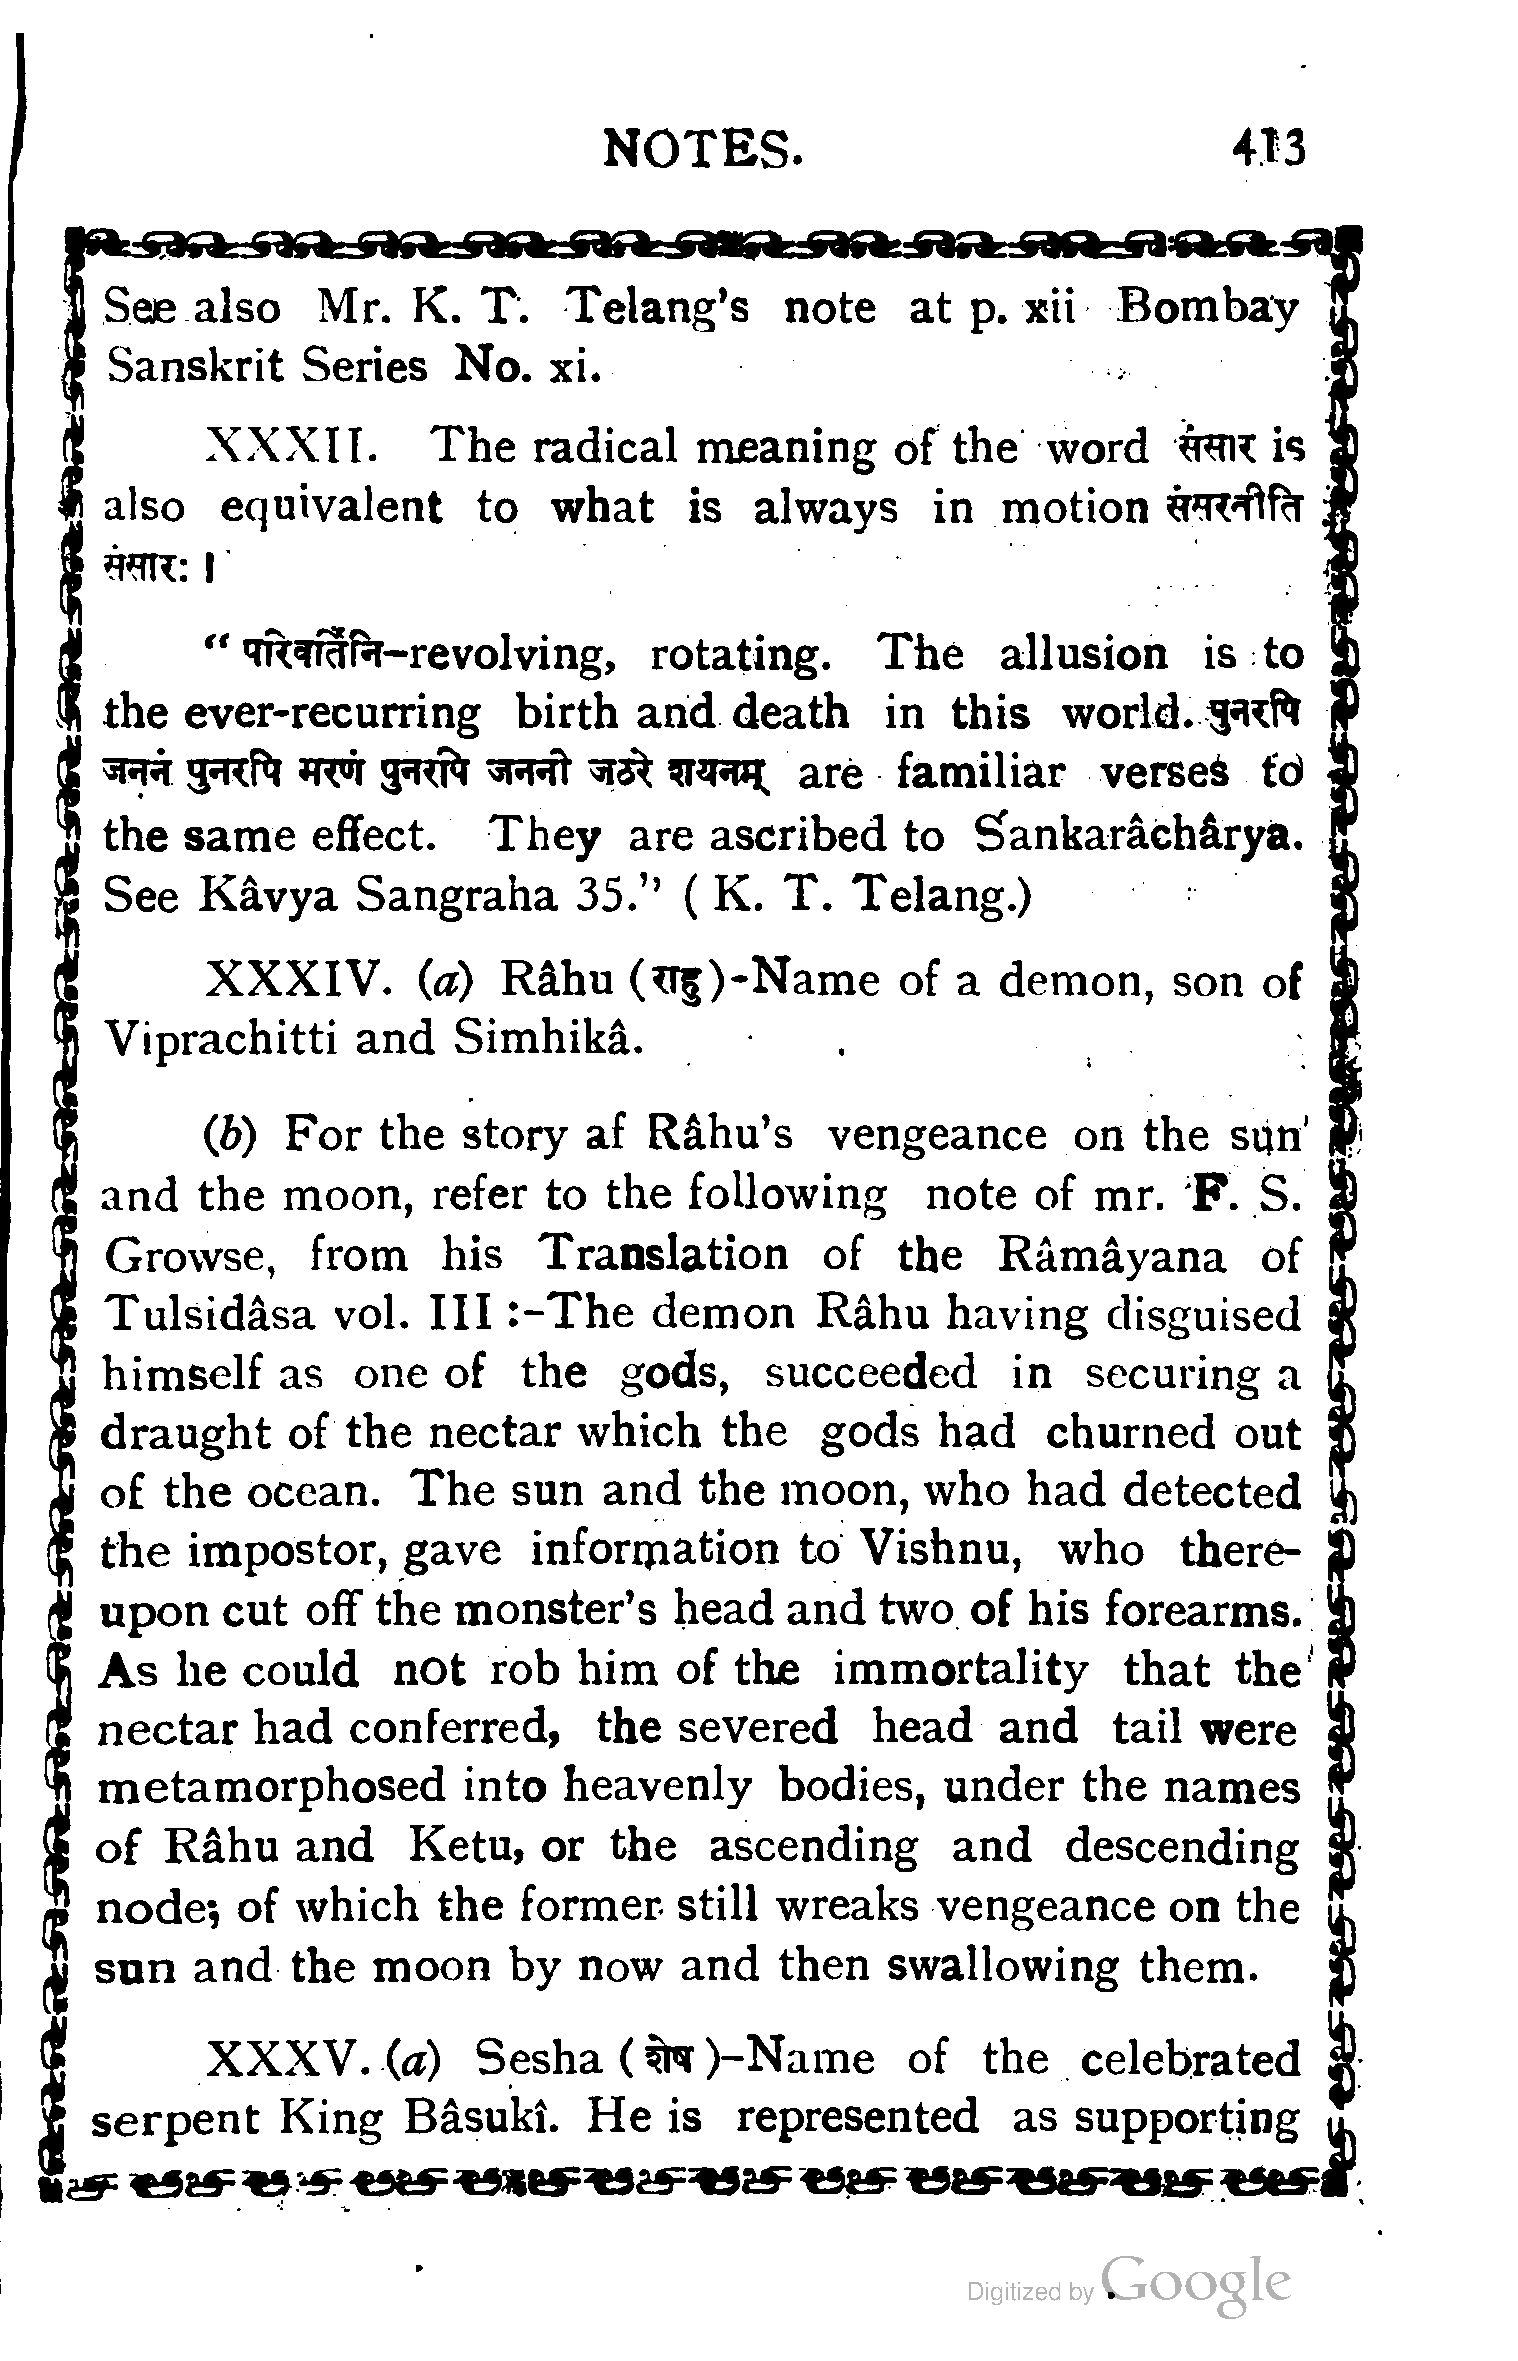 NOTES. 413
See also Mr. K. T. Telang's note at p. xii Bombay
Sanskrit Series No. xi.
XXXII. The radical meaning of the word संसार is
also equivalent to what is always in motion संसरतीति
संसार: ।
“ परिवर्तिनि–revolving, rotating. The allusion is to
the ever-recurring birth and death in this world. पुनरपि
जननं पुनरपि मरणं पुनरपि जननी जठरे शयनम् are familiar verses to
the same effect. They are ascribed to Śankarâchârya.
See Kâvya Sangraha 35.” ( K. T. Telang.)
XXXIV. (a) Râhu (राहु)-Name of a demon, son of
Viprachitti and Simhikâ.
(b) For the story af Râhu's vengeance on the sun
and the moon, refer to the following note of mr. F. S.
Growse, from his Translation of the Râmâyana of
Tulsidâsa vol. III :–The demon Râhu having disguised
himself as one of the gods, succeeded in securing a
draught of the nectar which the gods had churned out
of the ocean. The sun and the moon, who had detected
the impostor, gave information to Vishnu, who there-
upon cut off the monster's head and two of his forearms.
As he could not rob him of the immortality that the
nectar had conferred, the severed head and tail were
metamorphosed into heavenly bodies, under the names
of Râhu and Ketu, or the ascending and descending
node; of which the former still wreaks vengeance on the
sun and the moon by now and then swallowing them.
XXXV. (a) Sesha ( शेष )–Name of the celebrated
serpent King Bâsukî. He is represented as supporting
Digitized by Google